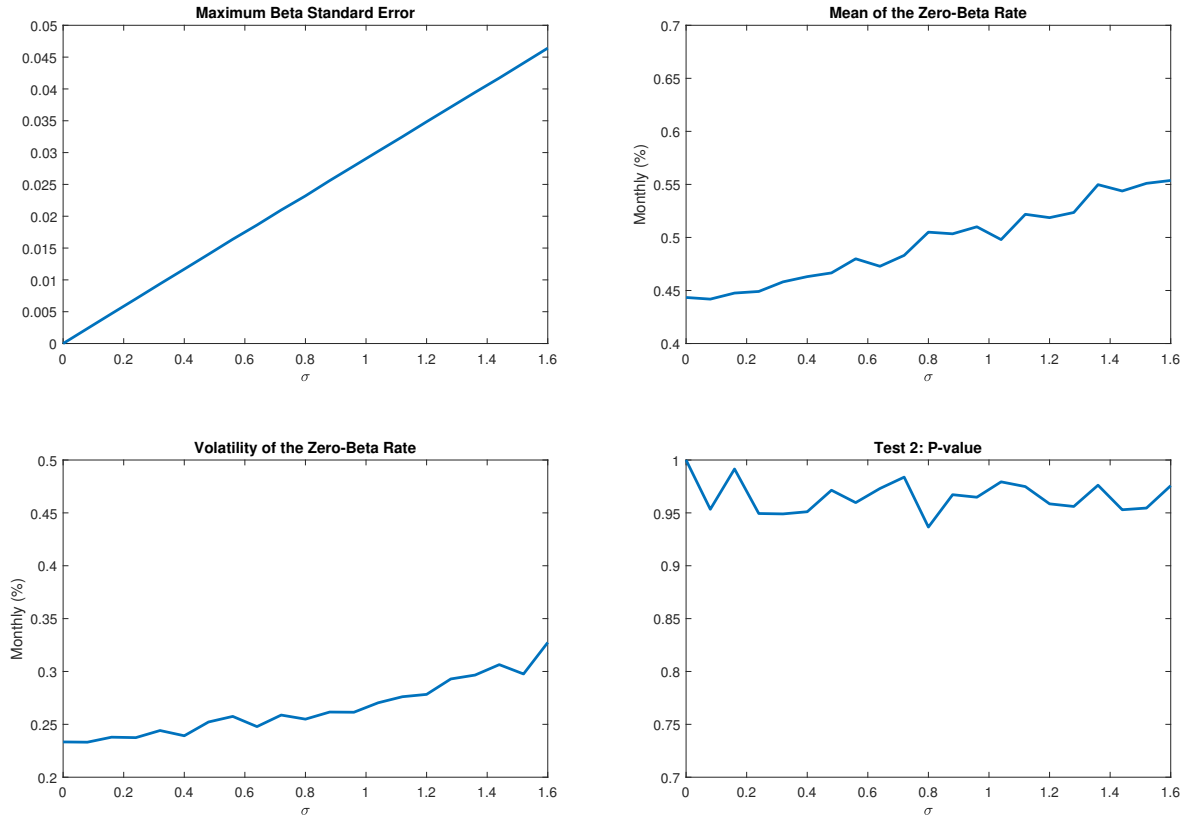 Maximum Beta Standard Error
0.05
0.045
0.04
0.035
0.03
0.025
0.02
0.015
0.01
0.005
0
0 0.2 0.4 0.6 0.8 1 1.2 1.4 1.6
σ
Mean of the Zero-Beta Rate
Monthly (%)
0.7
0.65
0.6
0.55
0.5
0.45
0.4
0 0.2 0.4 0.6 0.8 1 1.2 1.4 1.6
σ
Volatility of the Zero-Beta Rate
Monthly (%)
0.5
0.45
0.4
0.35
0.3
0.25
0.2
0 0.2 0.4 0.6 0.8 1 1.2 1.4 1.6
σ
Test 2: P-value
1
0.95
0.9
0.85
0.8
0.75
0.7
0 0.2 0.4 0.6 0.8 1 1.2 1.4 1.6
σ